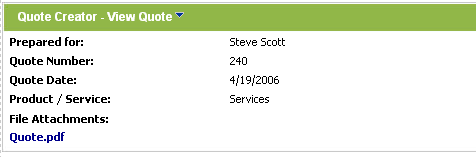 Quote Creator - View Quote
Prepared for: Steve Scott
Quote Number: 240
Quote Date: 4/19/2006
Product / Service: Services
File Attachments:
Quote.pdf